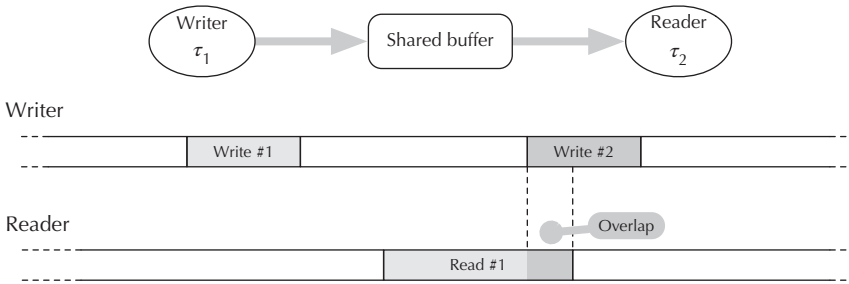 Writer
τ1
Shared buffer
Reader
τ2
Writer
Write #1
Write #2
Reader
Overlap
Read #1